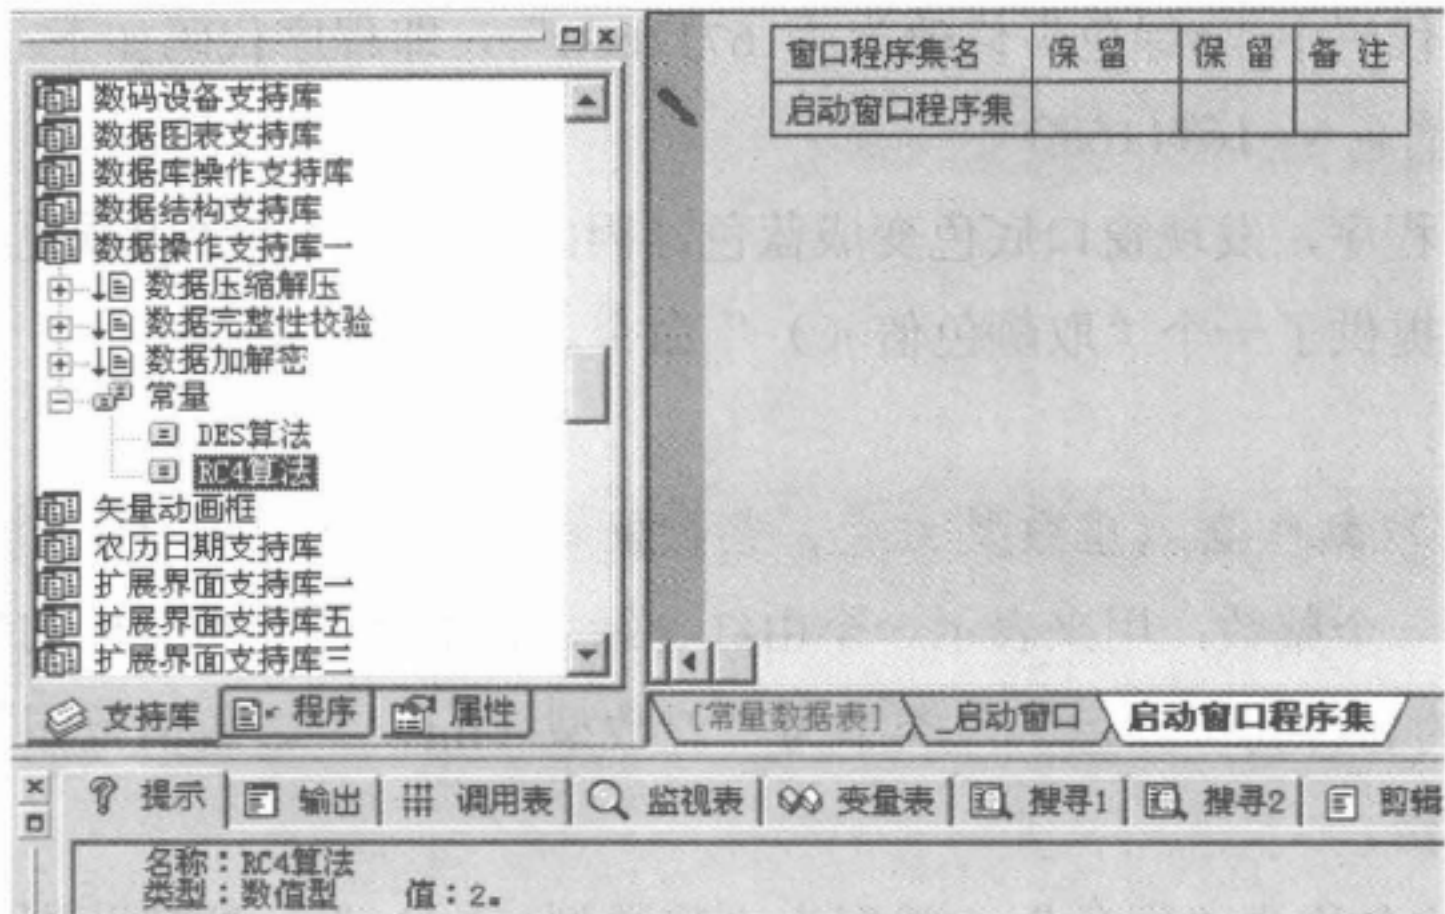 数码设备支持库
数据图表支持库
数据库操作支持库
数据结构支持库
数据操作支持库一
数据压缩解压
数据完整性校验
数据加解密
常量
DES算法
RC4算法
矢量动画框
农历日期支持库
扩展界面支持库一
扩展界面支持库五
扩展界面支持库三
支持库 程序 属性
窗口程序集名 保 留 保 留 备 注
启动窗口程序集
[常量数据表] _启动窗口 启动窗口程序集
提示 输出 调用表 监视表 变量表 搜寻1 搜寻2 剪辑
名称：RC4算法
类型：数值型 值：2。